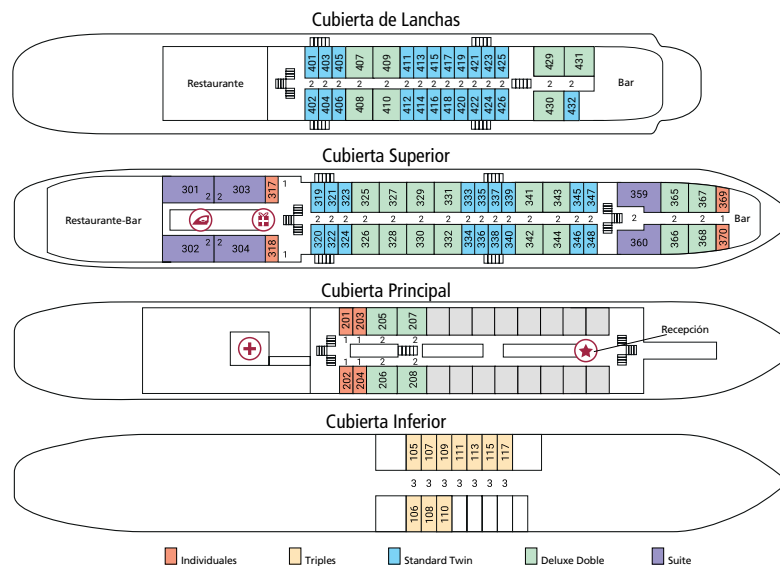 Cubierta de Lanchas
401 403 405 407 409 411 413 415 417 419 421 423 425 429 431
Restaurante 2 2 2 2 2 2 2 2 2 2 2 2 2 2 2 Bar
402 404 406 408 410 412 414 416 418 420 422 424 426 430 432
Cubierta Superior
301 2 2 303 317 1 319 321 323 325 327 329 331 333 335 337 339 341 343 345 347 359 365 367 369
Restaurante-Bar 2 2 2 2 2 2 2 2 2 2 2 2 2 2 2 2 2 2 1 Bar
302 2 2 304 318 1 320 322 324 326 328 330 332 334 336 338 340 342 344 346 348 360 366 368 370
Cubierta Principal
201 203 205 207
Recepción
1 1 2 2
1 1 2 2
202 204 206 208
Cubierta Inferior
105 107 109 111 113 115 117
3 3 3 3 3 3 3
106 108 110
Individuales Triples Standard Twin Deluxe Doble Suite